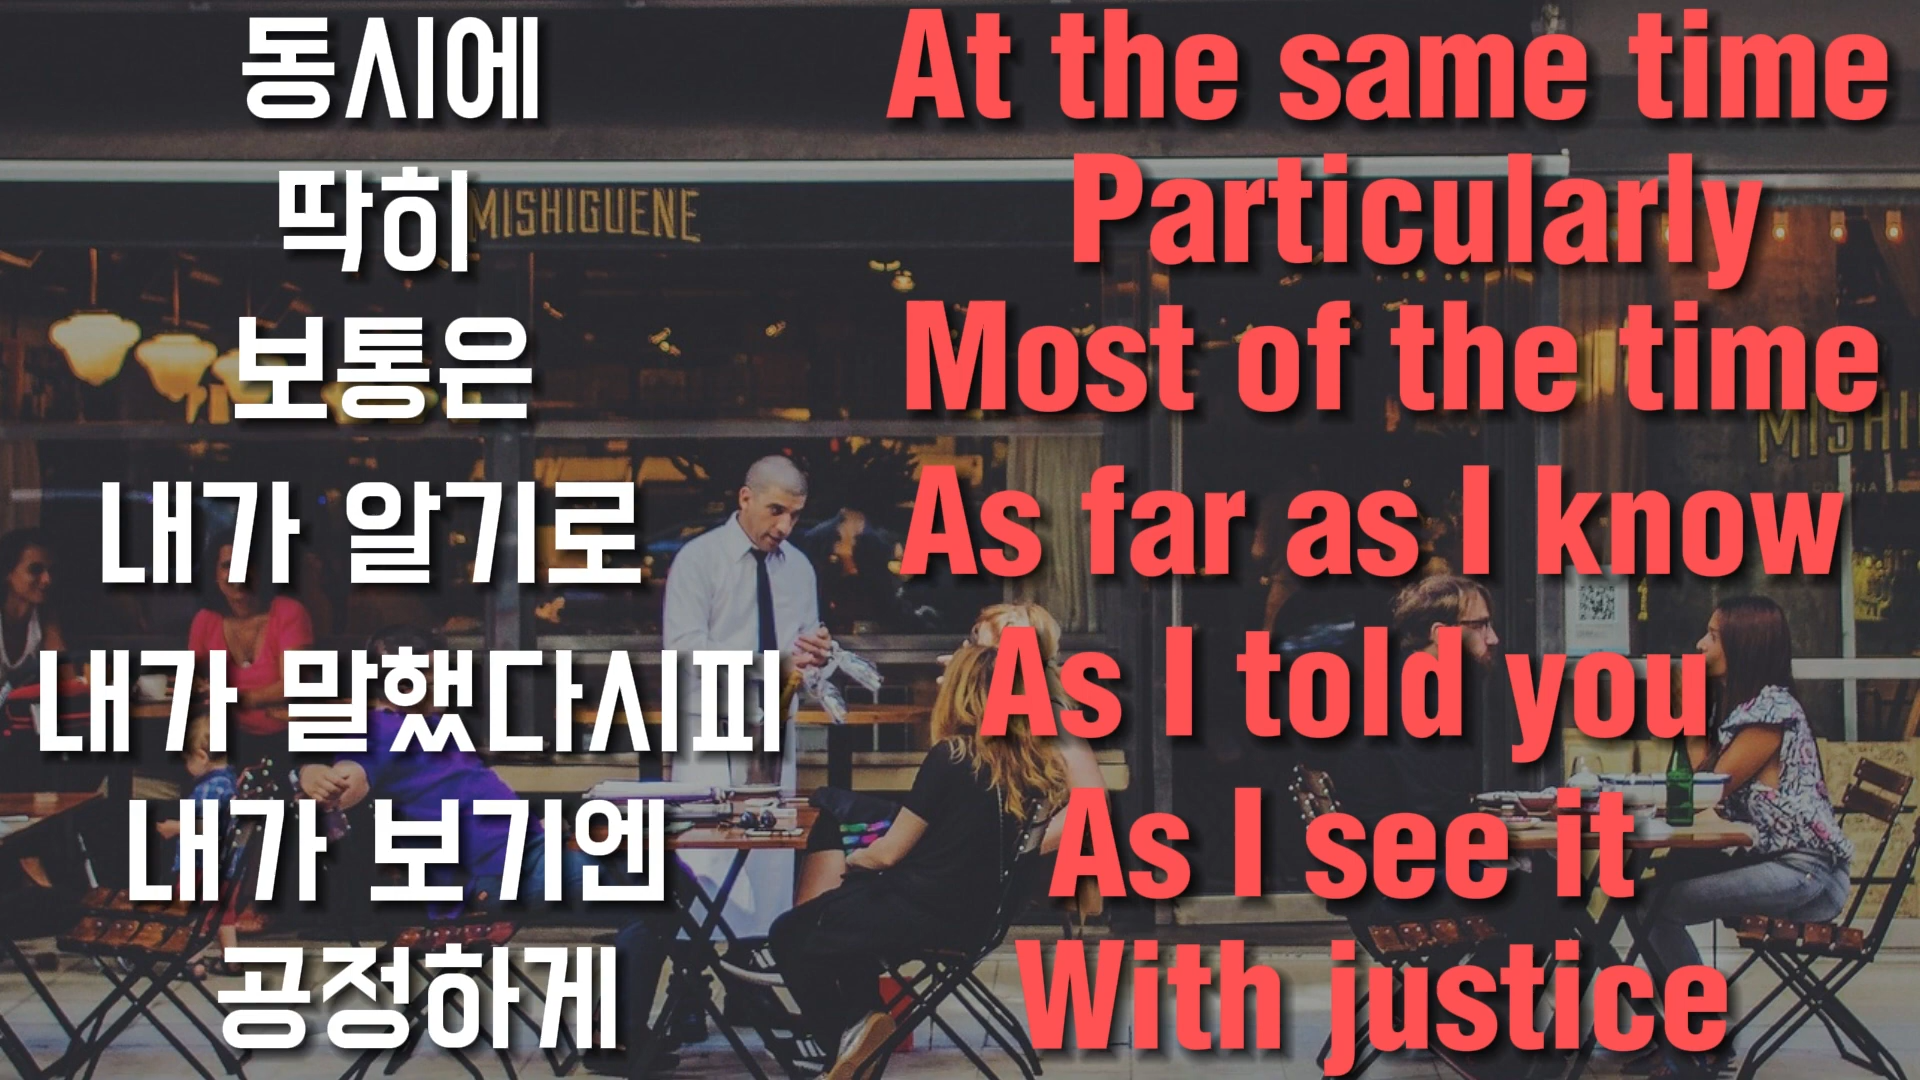 동시에 At the same time
딱히 Particularly
MISHIGUENE
보통은 Most of the time
MISHI
내가 알기로 As far as I know
내가 말했다시피 As I told you
내가 보기엔 As I see it
공정하게 With justice